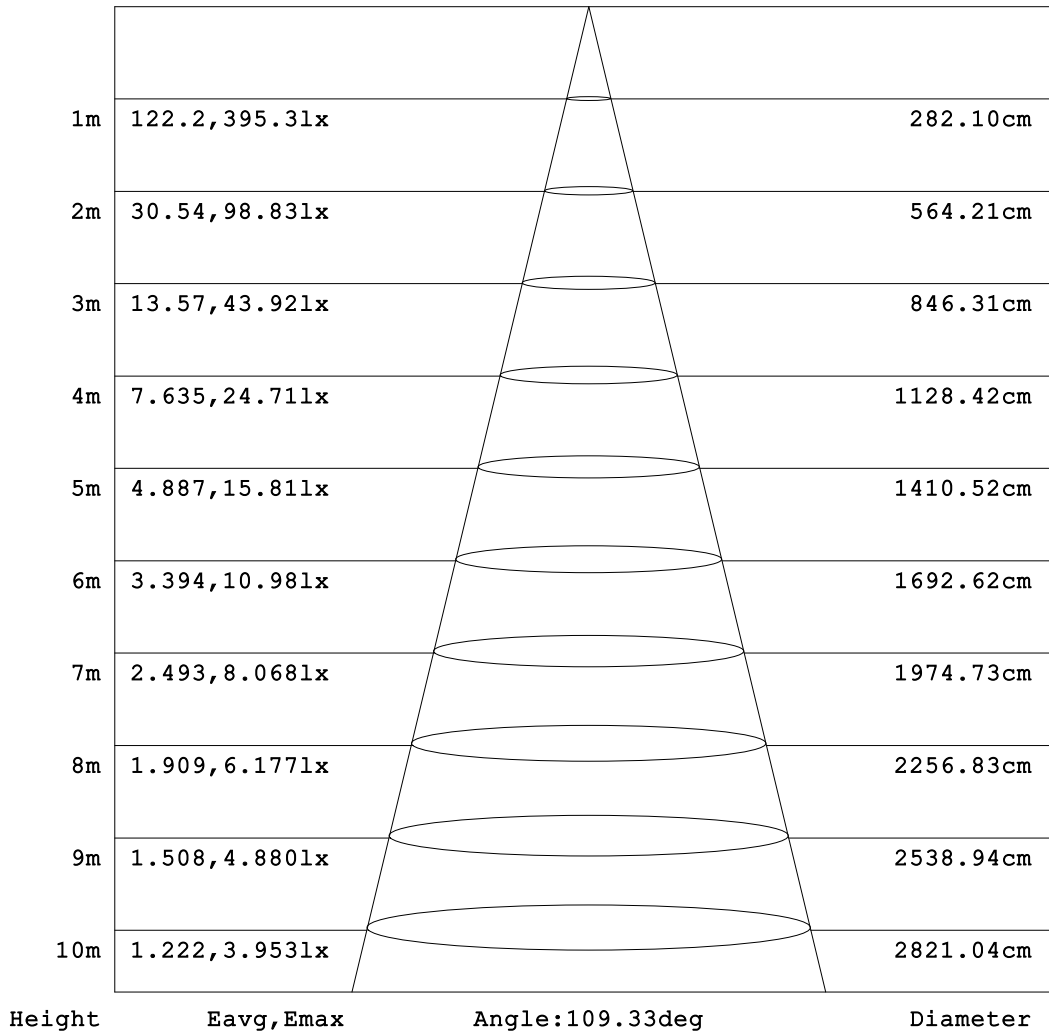 1m 122.2,395.3lx 282.10cm
2m 30.54,98.83lx 564.21cm
3m 13.57,43.92lx 846.31cm
4m 7.635,24.71lx 1128.42cm
5m 4.887,15.81lx 1410.52cm
6m 3.394,10.98lx 1692.62cm
7m 2.493,8.068lx 1974.73cm
8m 1.909,6.177lx 2256.83cm
9m 1.508,4.880lx 2538.94cm
10m 1.222,3.953lx 2821.04cm
Height Eavg,Emax Angle:109.33deg Diameter